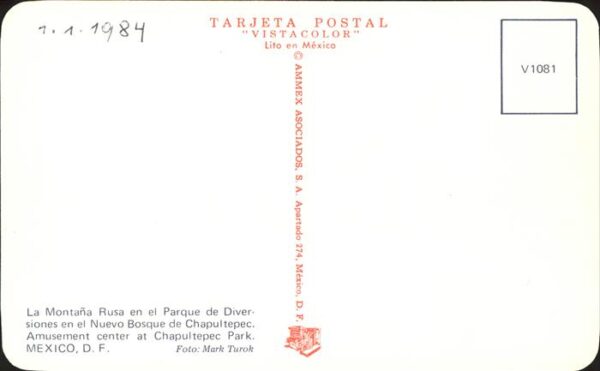 1.1.1984
TARJETA POSTAL
"VISTACOLOR"
Lito en México
V1081
© AMMEX ASOCIADOS, S. A. Apartado 274, México, D. F.
La Montaña Rusa en el Parque de Diver-
siones en el Nuevo Bosque de Chapultepec.
Amusement center at Chapultepec Park.
MEXICO, D. F. Foto: Mark Turok